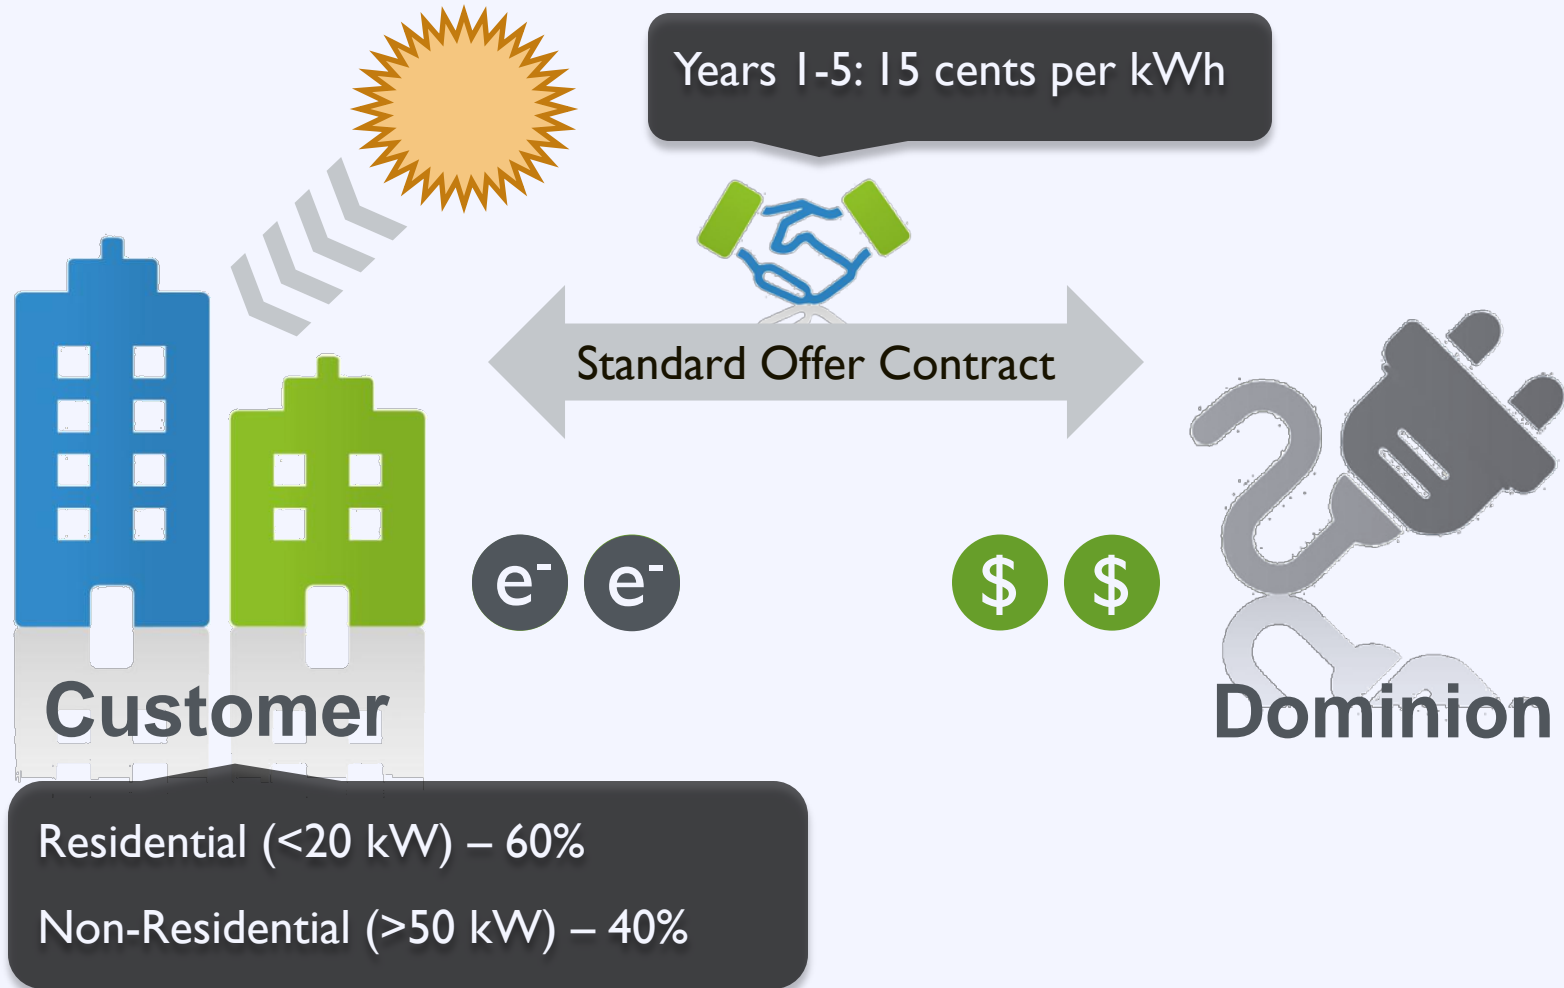 Years 1-5: 15 cents per kWh
Standard Offer Contract
e⁻ e⁻
$ $
Customer
Dominion
Residential (<20 kW) – 60%
Non-Residential (>50 kW) – 40%